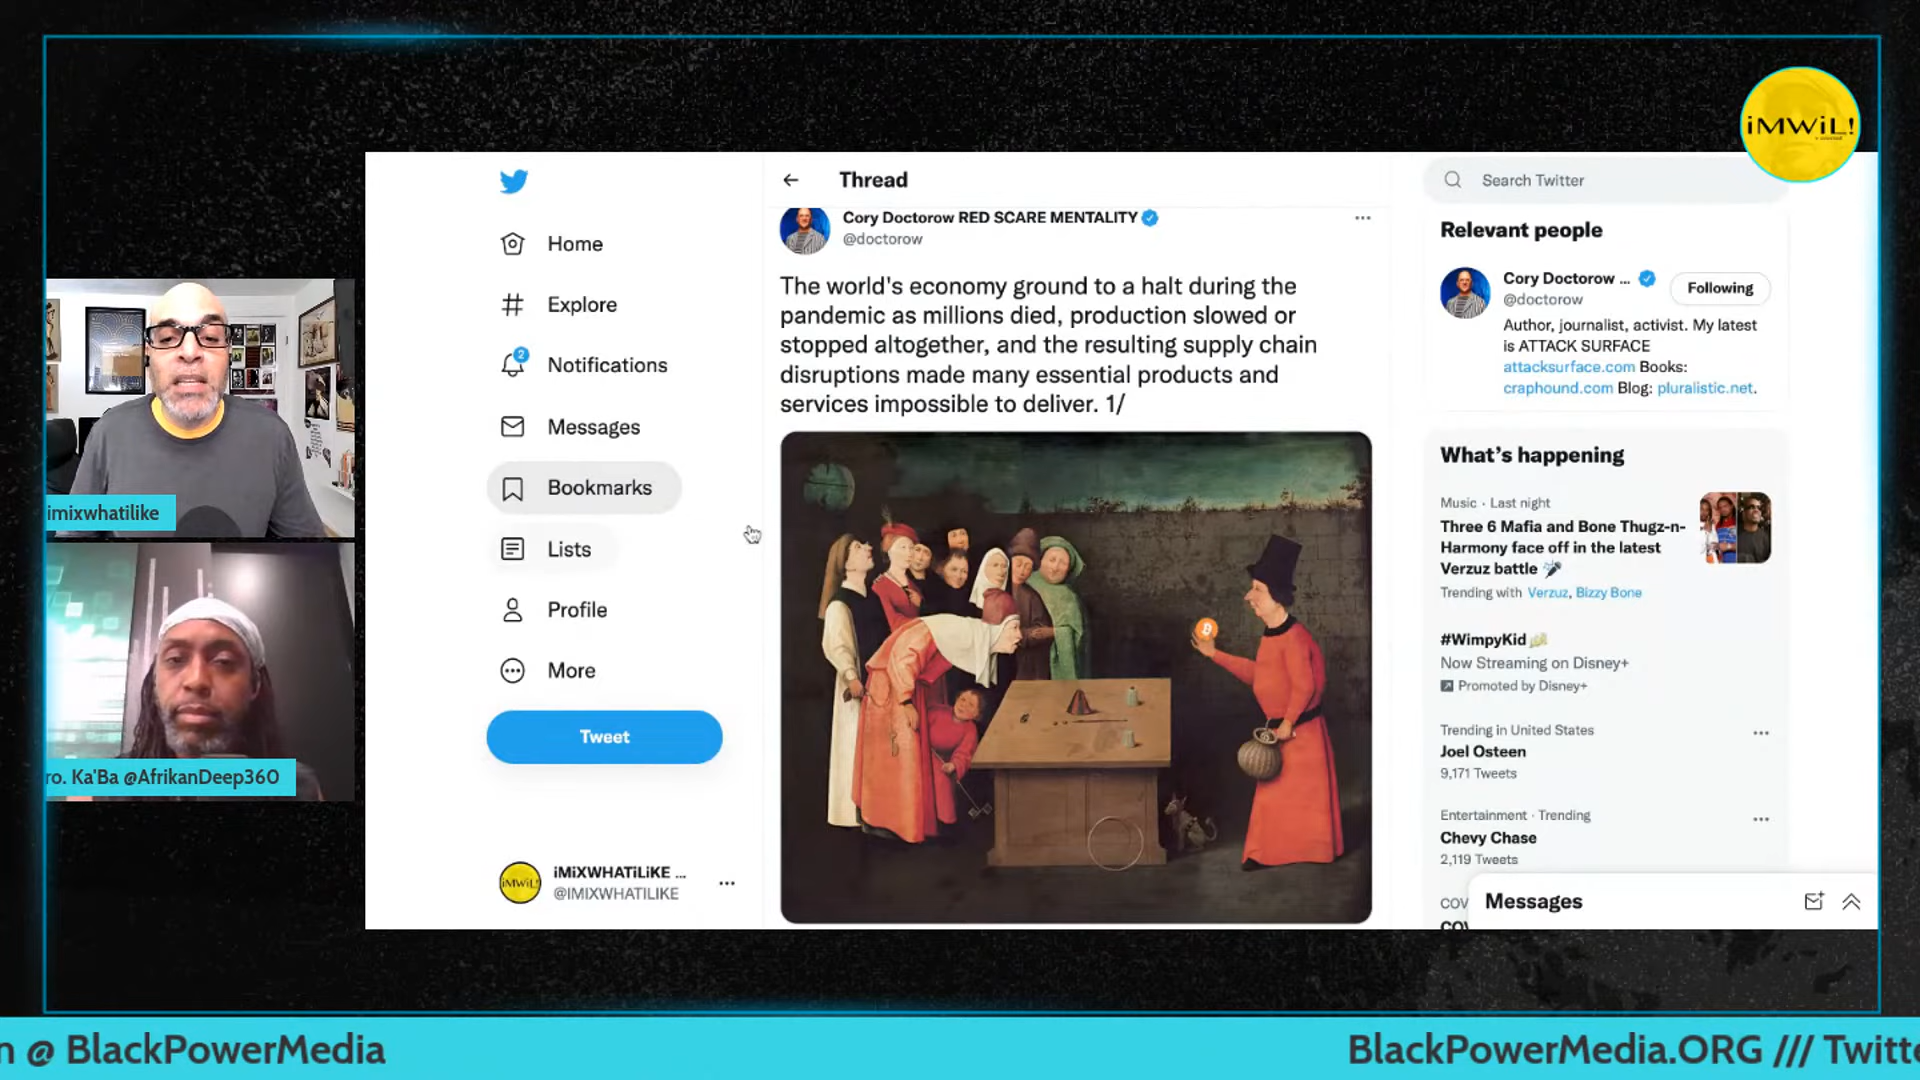 iMWiL!
Home
Explore
2
Notifications
Messages
Bookmarks
Lists
Profile
More
Tweet
iMiXWHATiLiKE ...
@IMIXWHATILIKE
iMWiL!
Thread
Cory Doctorow RED SCARE MENTALITY
@doctorow
The world's economy ground to a halt during the
pandemic as millions died, production slowed or
stopped altogether, and the resulting supply chain
disruptions made many essential products and
services impossible to deliver. 1/
Search Twitter
Relevant people
Cory Doctorow ...
@doctorow
Following
Author, journalist, activist. My latest
is ATTACK SURFACE
attacksurface.com Books:
craphound.com Blog: pluralistic.net.
What's happening
Music · Last night
Three 6 Mafia and Bone Thugz-n-
Harmony face off in the latest
Verzuz battle
Trending with Verzuz, Bizzy Bone
#WimpyKid
Now Streaming on Disney+
Promoted by Disney+
Trending in United States
Joel Osteen
9,171 Tweets
Entertainment · Trending
Chevy Chase
2,119 Tweets
COV
Messages
imixwhatilike
ro. Ka'Ba @AfrikanDeep360
n @ BlackPowerMedia
BlackPowerMedia.ORG /// Twitt